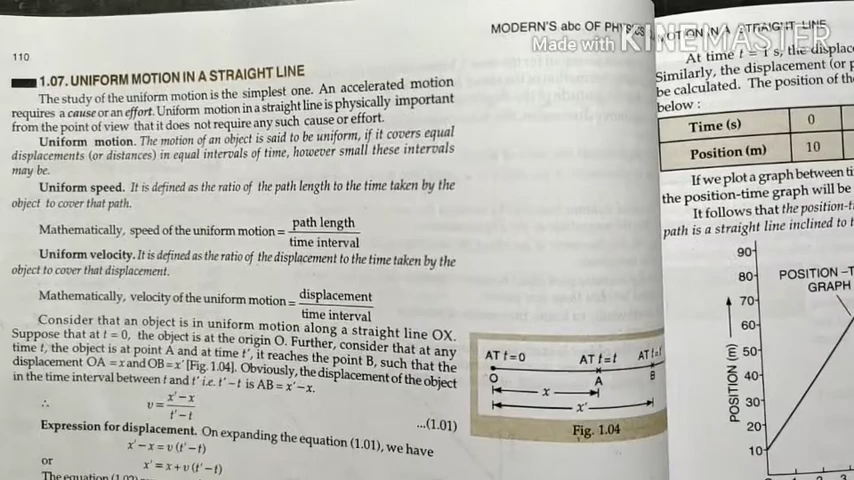 110
MODERN'S abc OF PHYSICS
Made with KINEMASTER
1.07. UNIFORM MOTION IN A STRAIGHT LINE
The study of the uniform motion is the simplest one. An accelerated motion
requires a cause or an effort. Uniform motion in a straight line is physically important
from the point of view that it does not require any such cause or effort.
Uniform motion. The motion of an object is said to be uniform, if it covers equal
displacements (or distances) in equal intervals of time, however small these intervals
may be.
Uniform speed. It is defined as the ratio of the path length to the time taken by the
object to cover that path.
Mathematically, speed of the uniform motion = path length
time interval
Uniform velocity. It is defined as the ratio of the displacement to the time taken by the
object to cover that displacement.
Mathematically, velocity of the uniform motion = displacement
time interval
Consider that an object is in uniform motion along a straight line OX.
Suppose that at t = 0, the object is at the origin O. Further, consider that at any
time t, the object is at point A and at time t', it reaches the point B, such that the
displacement OA = x and OB = x' [Fig. 1.04]. Obviously, the displacement of the object
in the time interval between t and t' i.e. t' – t is AB = x' – x.
∴ v = x' – x
t' – t
...(1.01)
Expression for displacement. On expanding the equation (1.01), we have
x' – x = v (t' – t)
or x' = x + v (t' – t)
The equation (1.02)
AT t = 0 AT t = t AT t =
O A B
x
x'
Fig. 1.04
MOTION IN A STRAIGHT LINE
At time t = 1 s, the
Similarly, the displacement (or
be calculated. The position of
below :
Time (s) 0
Position (m) 10
If we plot a graph between
the position-time graph will be
It follows that the
path is a straight line inclined to
POSITION –
GRAPH
POSITION (m)
90
80
70
60
50
40
30
20
10
2 3